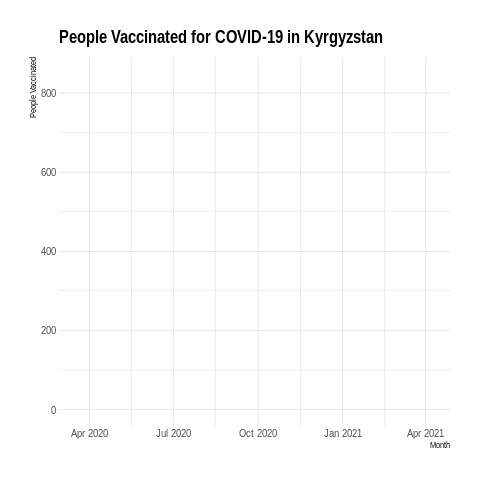 People Vaccinated for COVID-19 in Kyrgyzstan
People Vaccinated
800
600
400
200
0
Apr 2020 Jul 2020 Oct 2020 Jan 2021 Apr 2021
Month